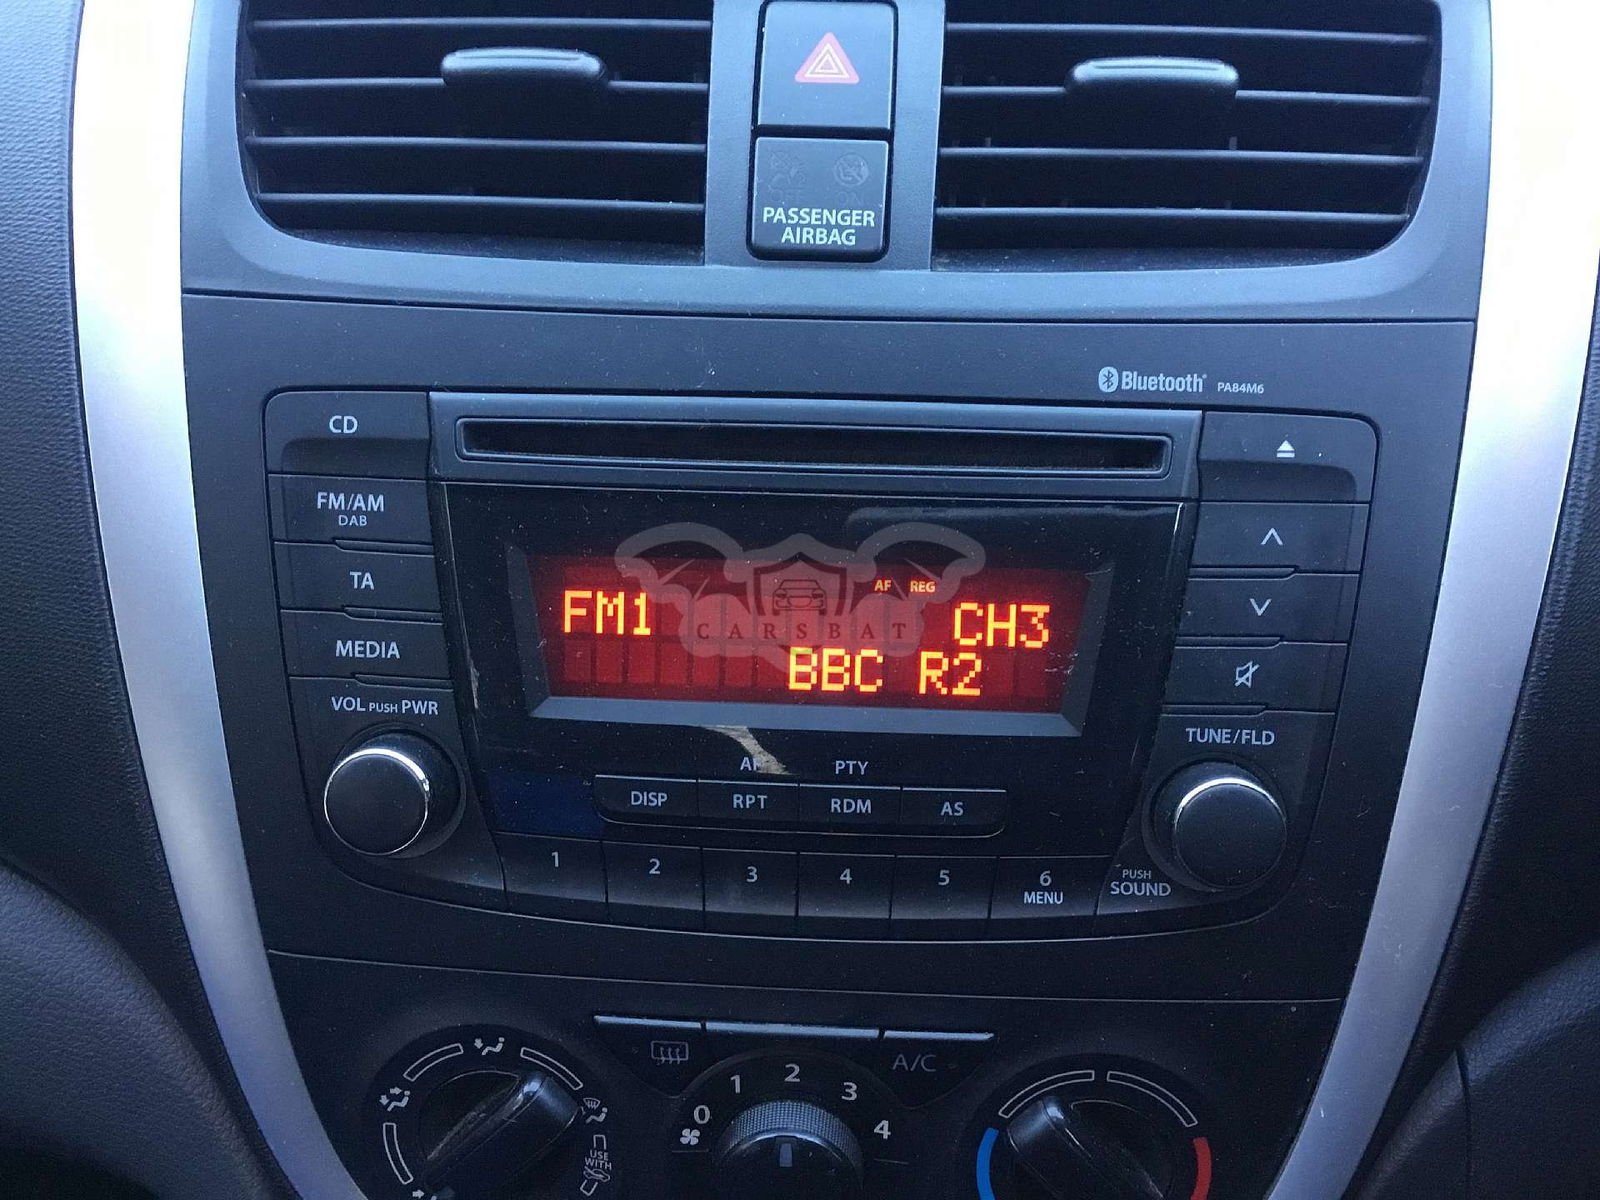 PASSENGER
AIRBAG
Bluetooth® PA84M6
CD
FM/AM
DAB
TA
MEDIA
VOL PUSH PWR
AF REG
FM1 CH3
CARSBAT
BBC R2
TUNE/FLD
AF PTY
DISP RPT RDM AS
1 2 3 4 5 6
MENU
PUSH
SOUND
A/C
0 1 2 3 4
USE
WITH